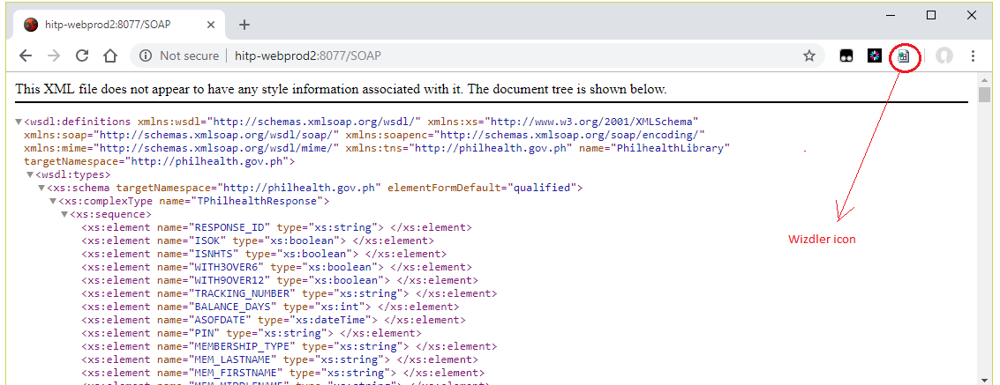 hitp-webprod2:8077/SOAP
Not secure | hitp-webprod2:8077/SOAP
This XML file does not appear to have any style information associated with it. The document tree is shown below.
<wsdl:definitions xmlns:wsdl="http://schemas.xmlsoap.org/wsdl/" xmlns:xs="http://www.w3.org/2001/XMLSchema"
xmlns:soap="http://schemas.xmlsoap.org/wsdl/soap/" xmlns:soapenc="http://schemas.xmlsoap.org/soap/encoding/"
xmlns:mime="http://schemas.xmlsoap.org/wsdl/mime/" xmlns:tns="http://philhealth.gov.ph" name="PhilhealthLibrary"
targetNamespace="http://philhealth.gov.ph">
<wsdl:types>
<xs:schema targetNamespace="http://philhealth.gov.ph" elementFormDefault="qualified">
<xs:complexType name="TPhilhealthResponse">
<xs:sequence>
<xs:element name="RESPONSE_ID" type="xs:string"> </xs:element>
<xs:element name="ISOK" type="xs:boolean"> </xs:element>
<xs:element name="ISNHTS" type="xs:boolean"> </xs:element>
<xs:element name="WITH3OVER6" type="xs:boolean"> </xs:element>
<xs:element name="WITH9OVER12" type="xs:boolean"> </xs:element>
<xs:element name="TRACKING_NUMBER" type="xs:string"> </xs:element>
<xs:element name="BALANCE_DAYS" type="xs:int"> </xs:element>
<xs:element name="ASOFDATE" type="xs:dateTime"> </xs:element>
<xs:element name="PIN" type="xs:string"> </xs:element>
<xs:element name="MEMBERSHIP_TYPE" type="xs:string"> </xs:element>
<xs:element name="MEM_LASTNAME" type="xs:string"> </xs:element>
<xs:element name="MEM_FIRSTNAME" type="xs:string"> </xs:element>
<xs:element name="MEM_MIDDLENAME" type="xs:string"> </xs:element>
Wizdler icon